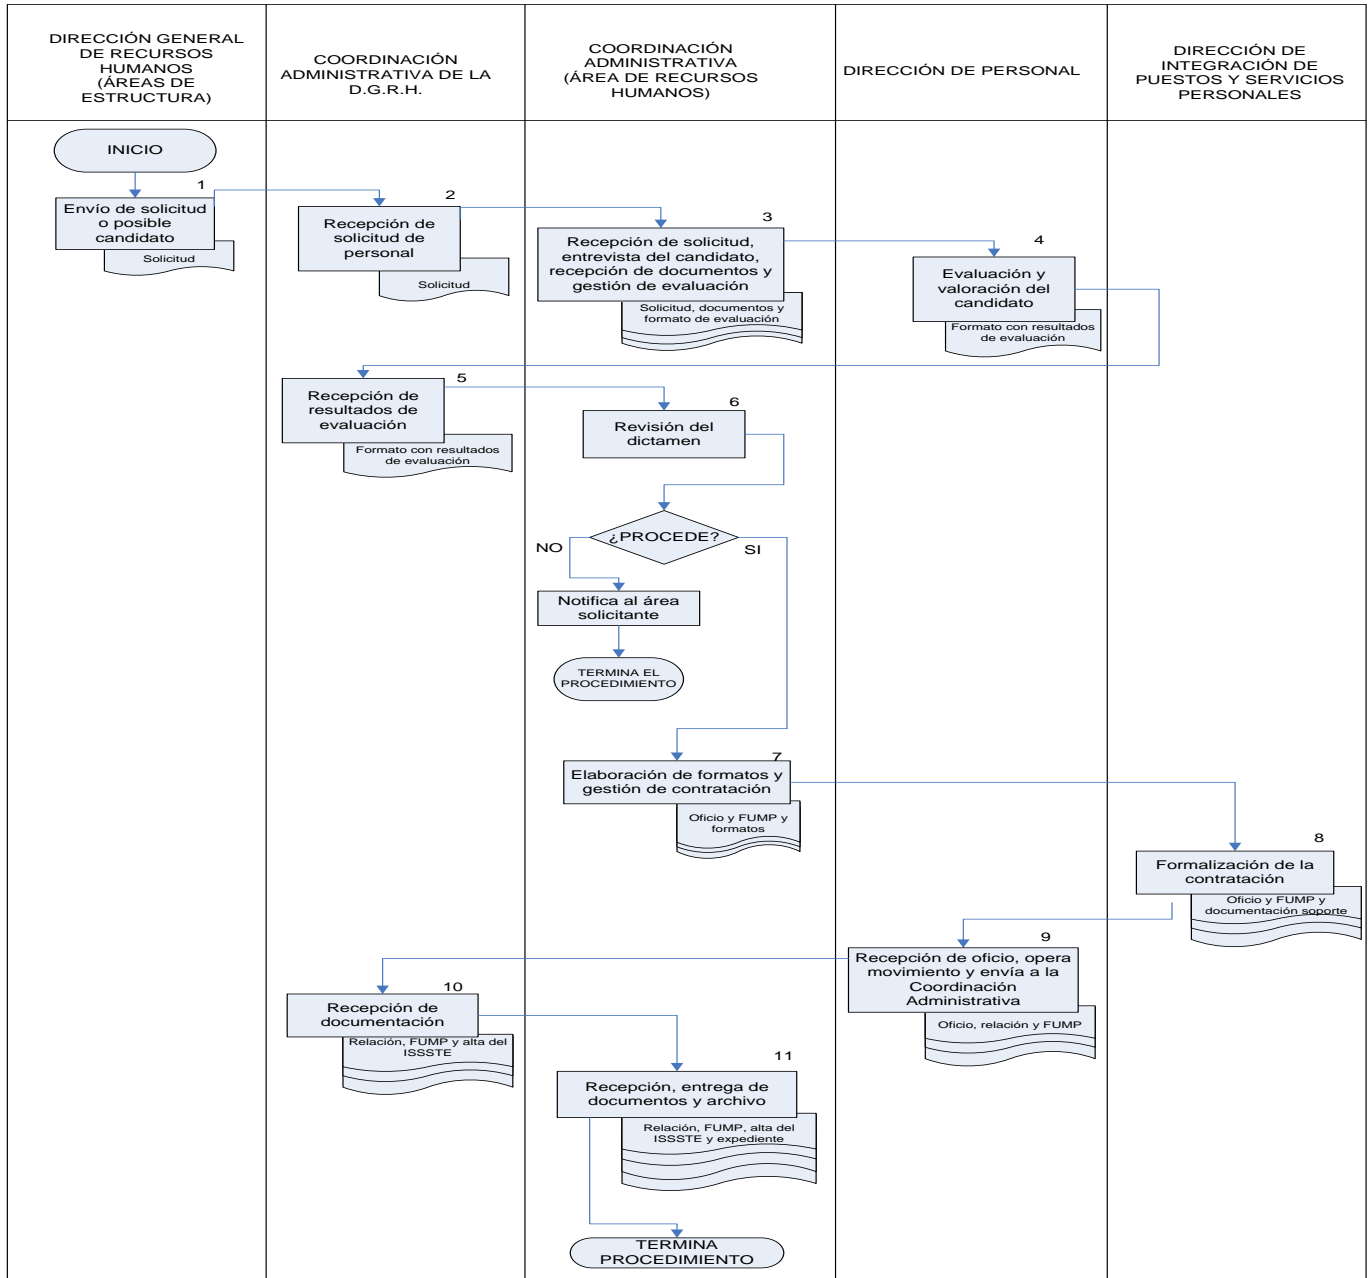 DIRECCIÓN GENERAL
DE RECURSOS
HUMANOS
(ÁREAS DE
ESTRUCTURA)
COORDINACIÓN
ADMINISTRATIVA DE LA
D.G.R.H.
COORDINACIÓN
ADMINISTRATIVA
(ÁREA DE RECURSOS
HUMANOS)
DIRECCIÓN DE PERSONAL
DIRECCIÓN DE
INTEGRACIÓN DE
PUESTOS Y SERVICIOS
PERSONALES
INICIO
1
Envío de solicitud
o posible
candidato
Solicitud
2
Recepción de
solicitud de
personal
Solicitud
3
Recepción de solicitud,
entrevista del candidato,
recepción de documentos y
gestión de evaluación
Solicitud, documentos y
formato de evaluación
4
Evaluación y
valoración del
candidato
Formato con resultados
de evaluación
5
Recepción de
resultados de
evaluación
Formato con resultados
de evaluación
6
Revisión del
dictamen
¿PROCEDE?
NO
SI
Notifica al área
solicitante
TERMINA EL
PROCEDIMIENTO
7
Elaboración de formatos y
gestión de contratación
Oficio y FUMP y
formatos
8
Formalización de la
contratación
Oficio y FUMP y
documentación soporte
9
Recepción de oficio, opera
movimiento y envía a la
Coordinación
Administrativa
Oficio, relación y FUMP
10
Recepción de
documentación
Relación, FUMP y alta del
ISSSTE
11
Recepción, entrega de
documentos y archivo
Relación, FUMP, alta del
ISSSTE y expediente
TERMINA
PROCEDIMIENTO